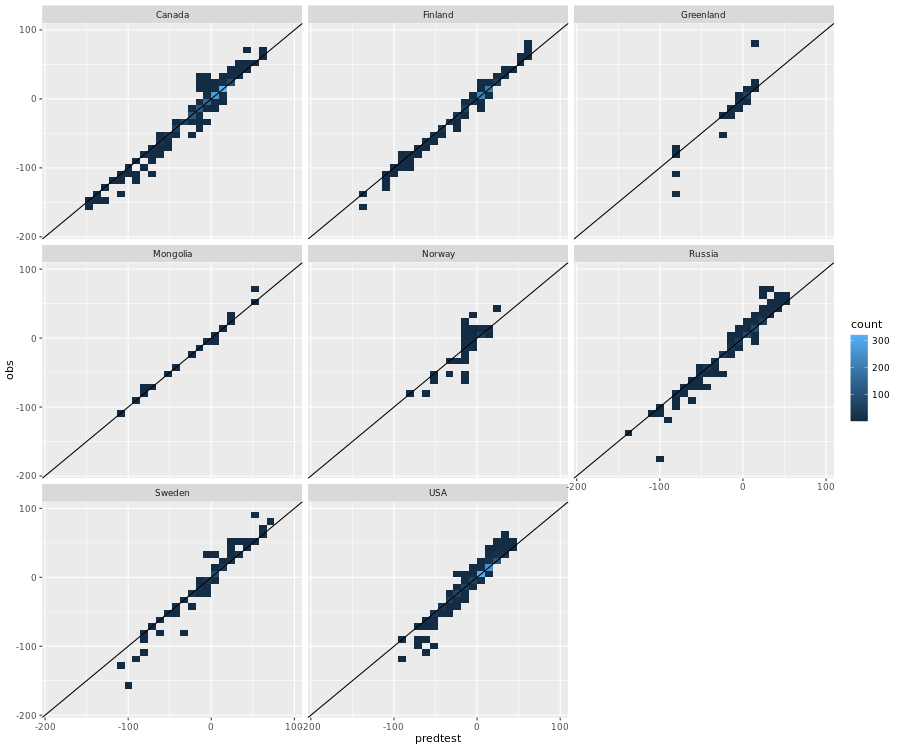 Canada Finland Greenland
100
0
-100
-200
Mongolia Norway Russia
100
0
-100
-200
obs
count
300
200
100
-200 -100 0 100
Sweden USA
100
0
-100
-200
-200 -100 0 100 -200 -100 0 100
predtest